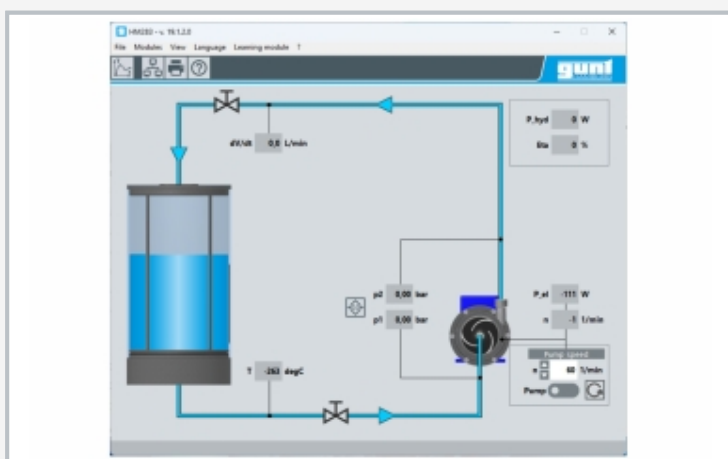 HM283 - v. 19.1.2.0
File Modules View Language Learning module ?
gunt
P_hyd 0 W
dV/dt 0,0 L/min
Eta 0 %
p2 0,00 bar
P_el -111 W
p1 0,00 bar
n -1 1/min
Pump speed
T -263 degC
n 60 1/min
Pump